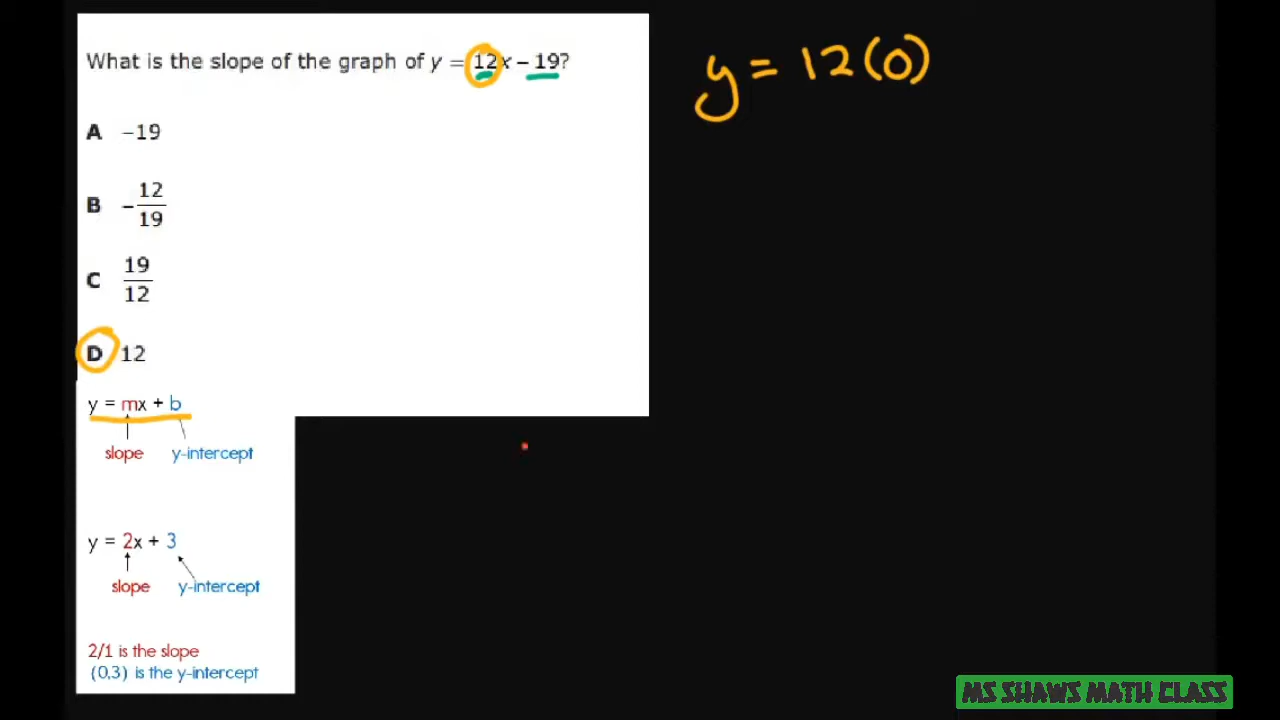 What is the slope of the graph of y = 12x − 19?
y = 12(0)
A −19
B −12/19
C 19/12
D 12
y = mx + b
slope y-intercept
y = 2x + 3
slope y-intercept
2/1 is the slope
(0,3) is the y-intercept
MS SHAWS MATH CLASS